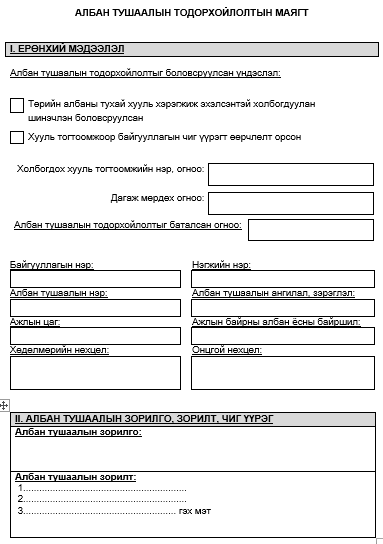 АЛБАН ТУШААЛЫН ТОДОРХОЙЛОЛТЫН МАЯГТ
I. ЕРӨНХИЙ МЭДЭЭЛЭЛ
Албан тушаалын тодорхойлолтыг боловсруулсан үндэслэл:
Төрийн албаны тухай хууль хэрэгжиж эхэлсэнтэй холбогдуулан
шинэчлэн боловсруулсан
Хууль тогтоомжоор байгууллагын чиг үүрэгт өөрчлөлт орсон
Холбогдох хууль тогтоомжийн нэр, огноо:
Дагаж мөрдөх огноо:
Албан тушаалын тодорхойлолтыг баталсан огноо:
Байгууллагын нэр:
Нэгжийн нэр:
Албан тушаалын нэр:
Албан тушаалын ангилал, зэрэглэл:
Ажлын цаг:
Ажлын байрны албан ёсны байршил:
Хөдөлмөрийн нөхцөл:
Онцгой нөхцөл:
II. АЛБАН ТУШААЛЫН ЗОРИЛГО, ЗОРИЛТ, ЧИГ ҮҮРЭГ
Албан тушаалын зорилго:
Албан тушаалын зорилт:
1............................................................
2............................................................
3........................................................ гэх мэт